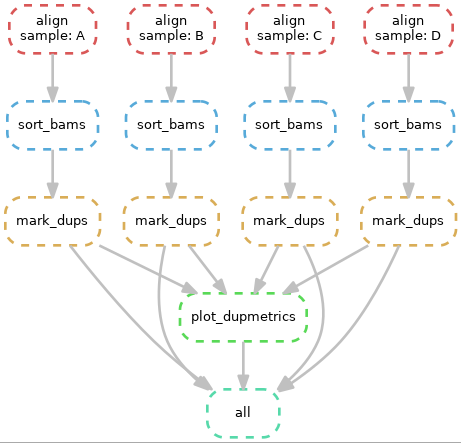 align
sample: A
align
sample: B
align
sample: C
align
sample: D
sort_bams
sort_bams
sort_bams
sort_bams
mark_dups
mark_dups
mark_dups
mark_dups
plot_dupmetrics
all